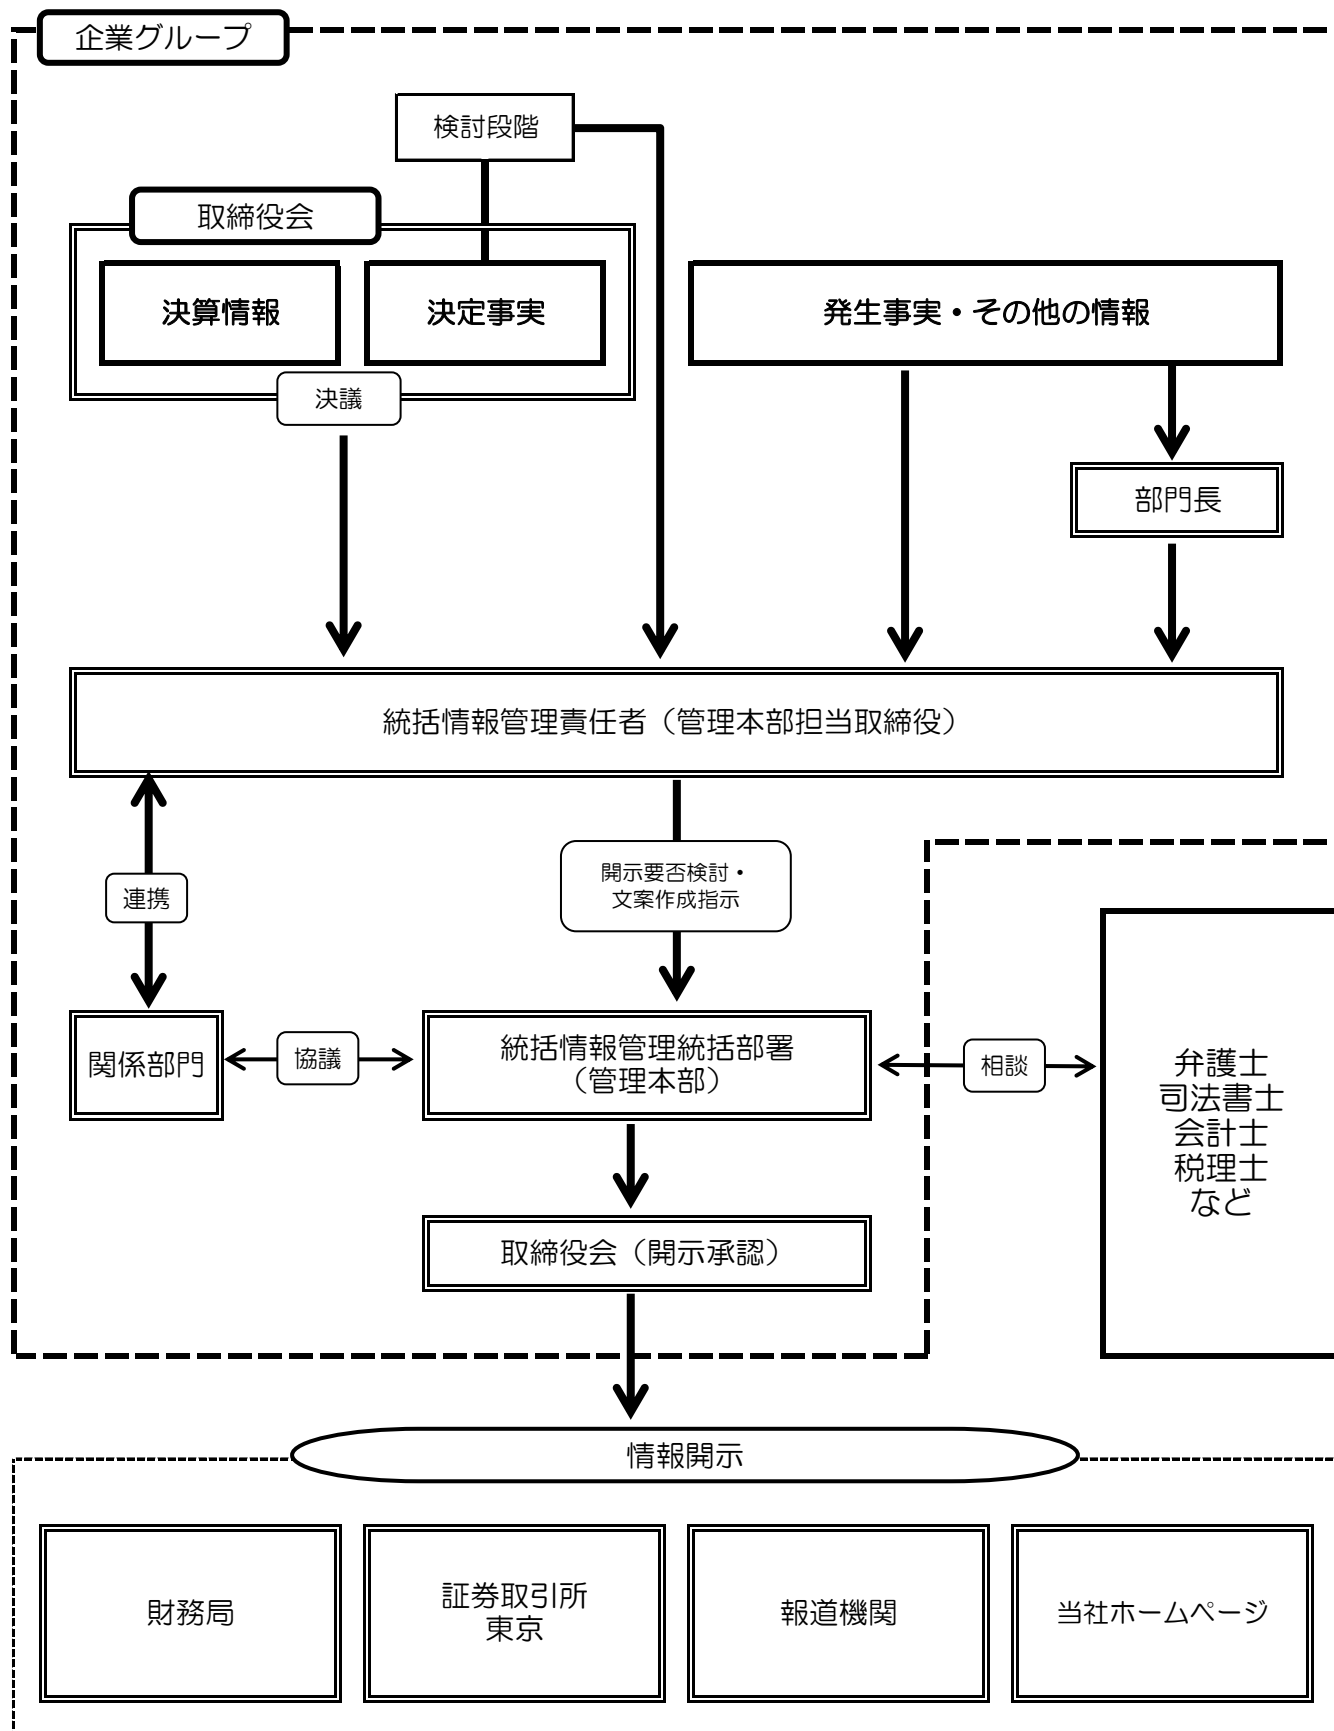 企業グループ
検討段階
取締役会
決算情報
決定事実
発生事実・その他の情報
決議
部門長
統括情報管理責任者（管理本部担当取締役）
開示要否検討・
文案作成指示
連携
関係部門
協議
統括情報管理統括部署
（管理本部）
相談
弁護士
司法書士
会計士
税理士
など
取締役会（開示承認）
情報開示
財務局
証券取引所
東京
報道機関
当社ホームページ